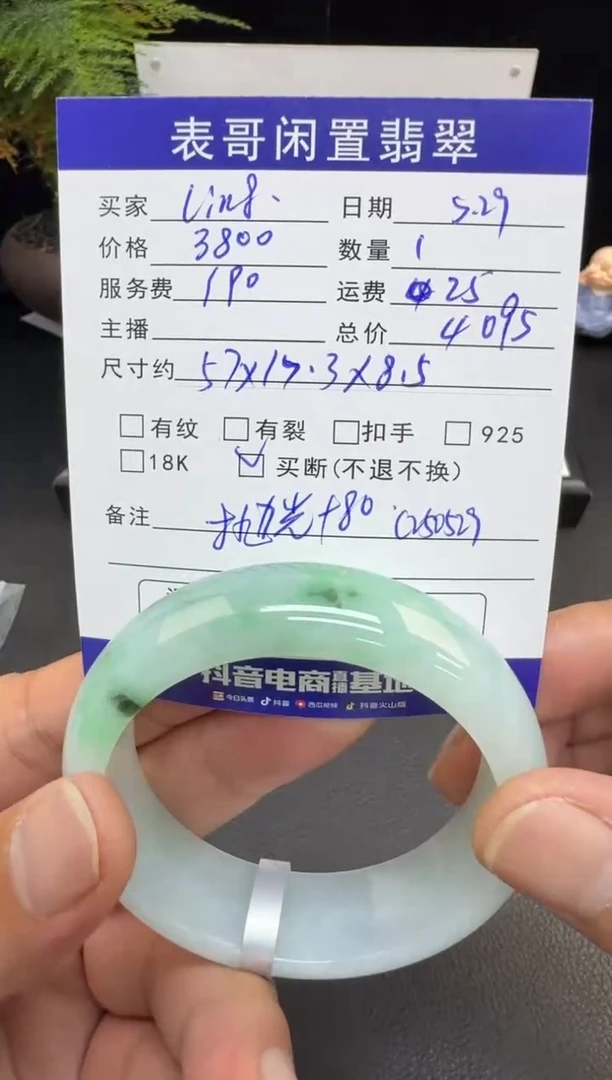 表哥闲置翡翠
买家 Ling. 日期 5.29
价格 3800 数量 1
服务费 190 运费 25
主播 总价 4095
尺寸约 57x15.3x8.5
有纹 有裂 扣手 925
18K 买断(不退不换)
备注 抛光+80 C250529
抖音电商直播基地
今日头条 抖音 西瓜视频 抖音火山版